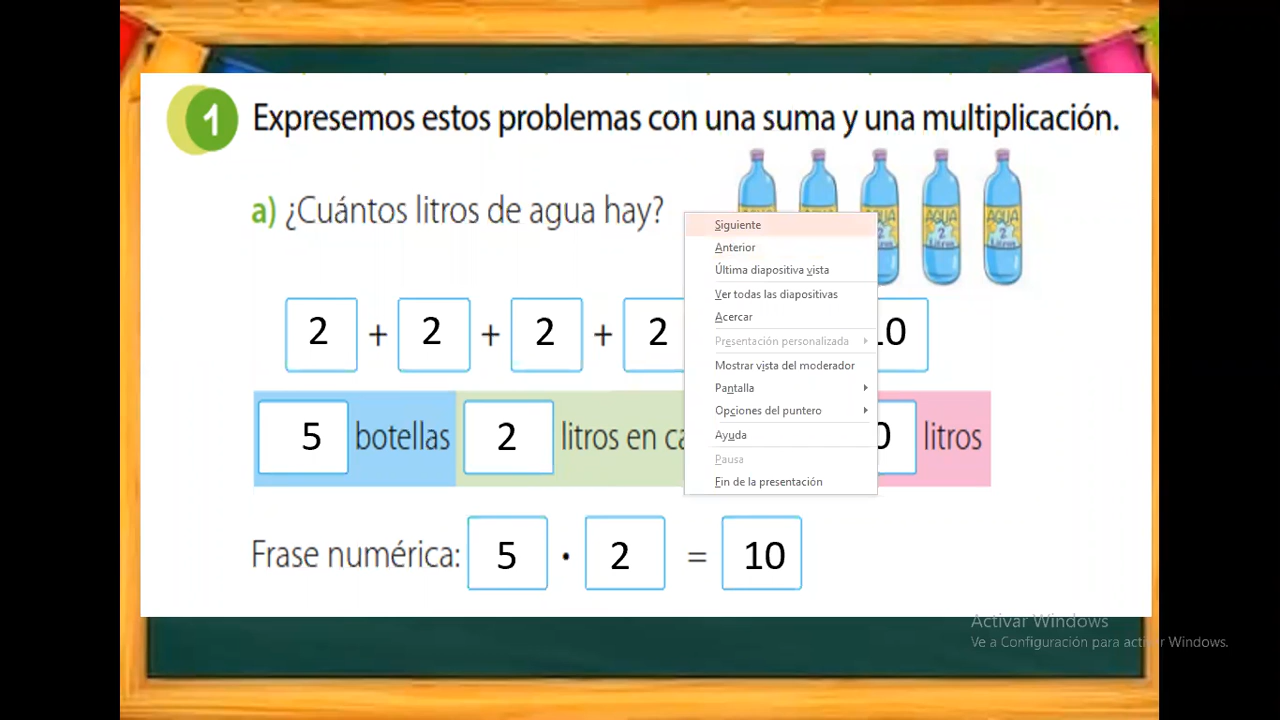 1 Expresemos estos problemas con una suma y una multiplicación.
a) ¿Cuántos litros de agua hay?
AGUA 2 Litros
AGUA 2 Litros
Siguiente
Anterior
Última diapositiva vista
Ver todas las diapositivas
Acercar
Presentación personalizada
Mostrar vista del moderador
Pantalla
Opciones del puntero
Ayuda
Pausa
Fin de la presentación
2 + 2 + 2 + 2 10
5 botellas 2 litros en 0 litros
Frase numérica: 5 · 2 = 10
Activar Windows
Ve a Configuración para activar Windows.